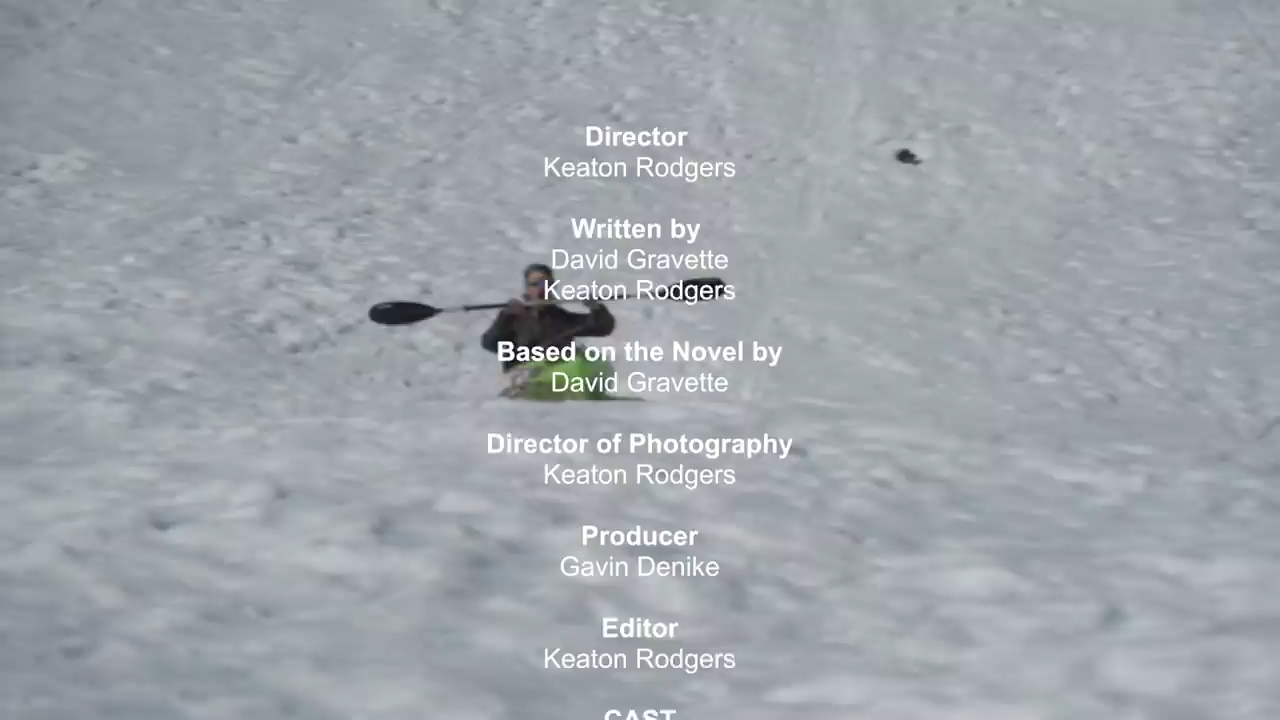 Director
Keaton Rodgers
Written by
David Gravette
Keaton Rodgers
Based on the Novel by
David Gravette
Director of Photography
Keaton Rodgers
Producer
Gavin Denike
Editor
Keaton Rodgers
CAST